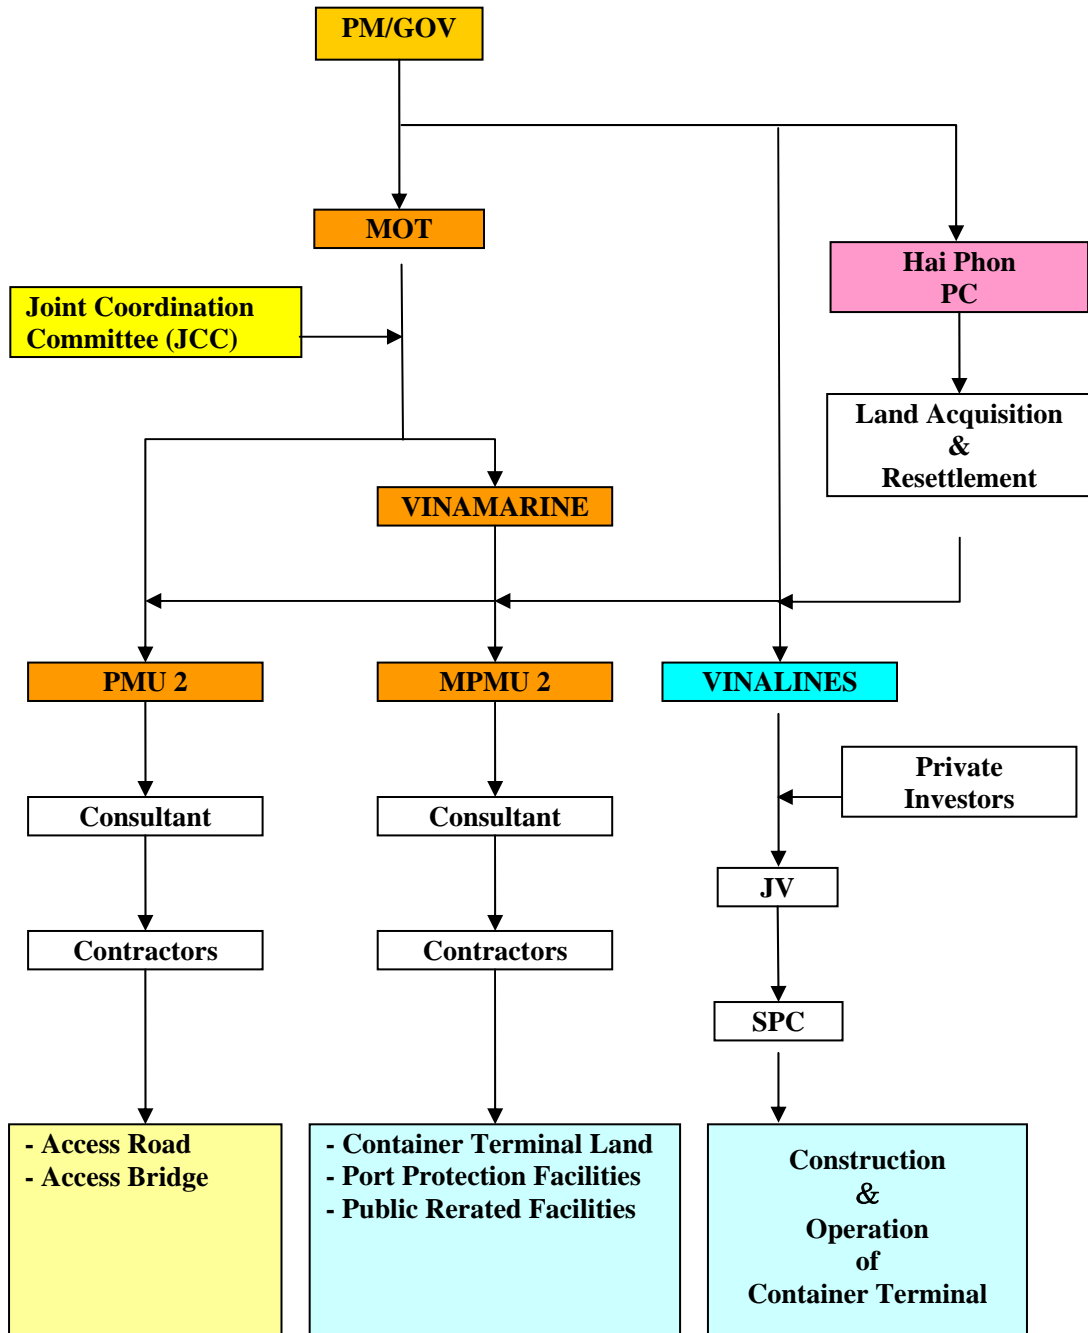 PM/GOV
MOT
Hai Phon
PC
Joint Coordination
Committee (JCC)
Land Acquisition
&
Resettlement
VINAMARINE
PMU 2
MPMU 2
VINALINES
Private
Investors
Consultant
Consultant
JV
Contractors
Contractors
SPC
- Access Road
- Access Bridge
- Container Terminal Land
- Port Protection Facilities
- Public Rerated Facilities
Construction
&
Operation
of
Container Terminal